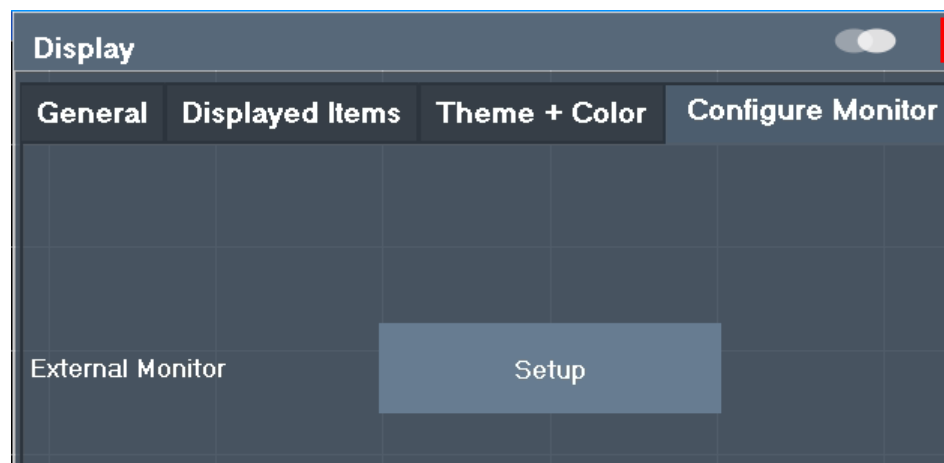 Display
General Displayed Items Theme + Color Configure Monitor
External Monitor Setup